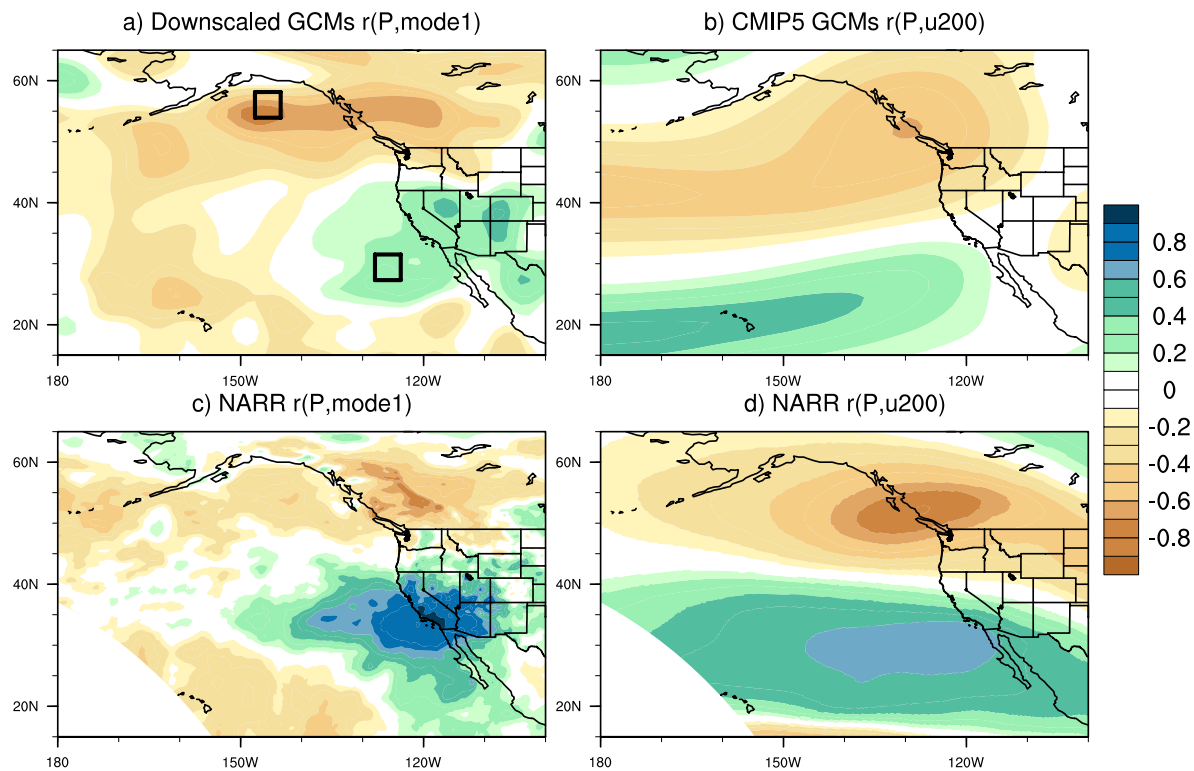 a) Downscaled GCMs r(P,mode1)
b) CMIP5 GCMs r(P,u200)
60N
40N
20N
180
150W
120W
60N
40N
20N
180
150W
120W
c) NARR r(P,mode1)
d) NARR r(P,u200)
60N
40N
20N
180
150W
120W
60N
40N
20N
180
150W
120W
0.8
0.6
0.4
0.2
0
-0.2
-0.4
-0.6
-0.8